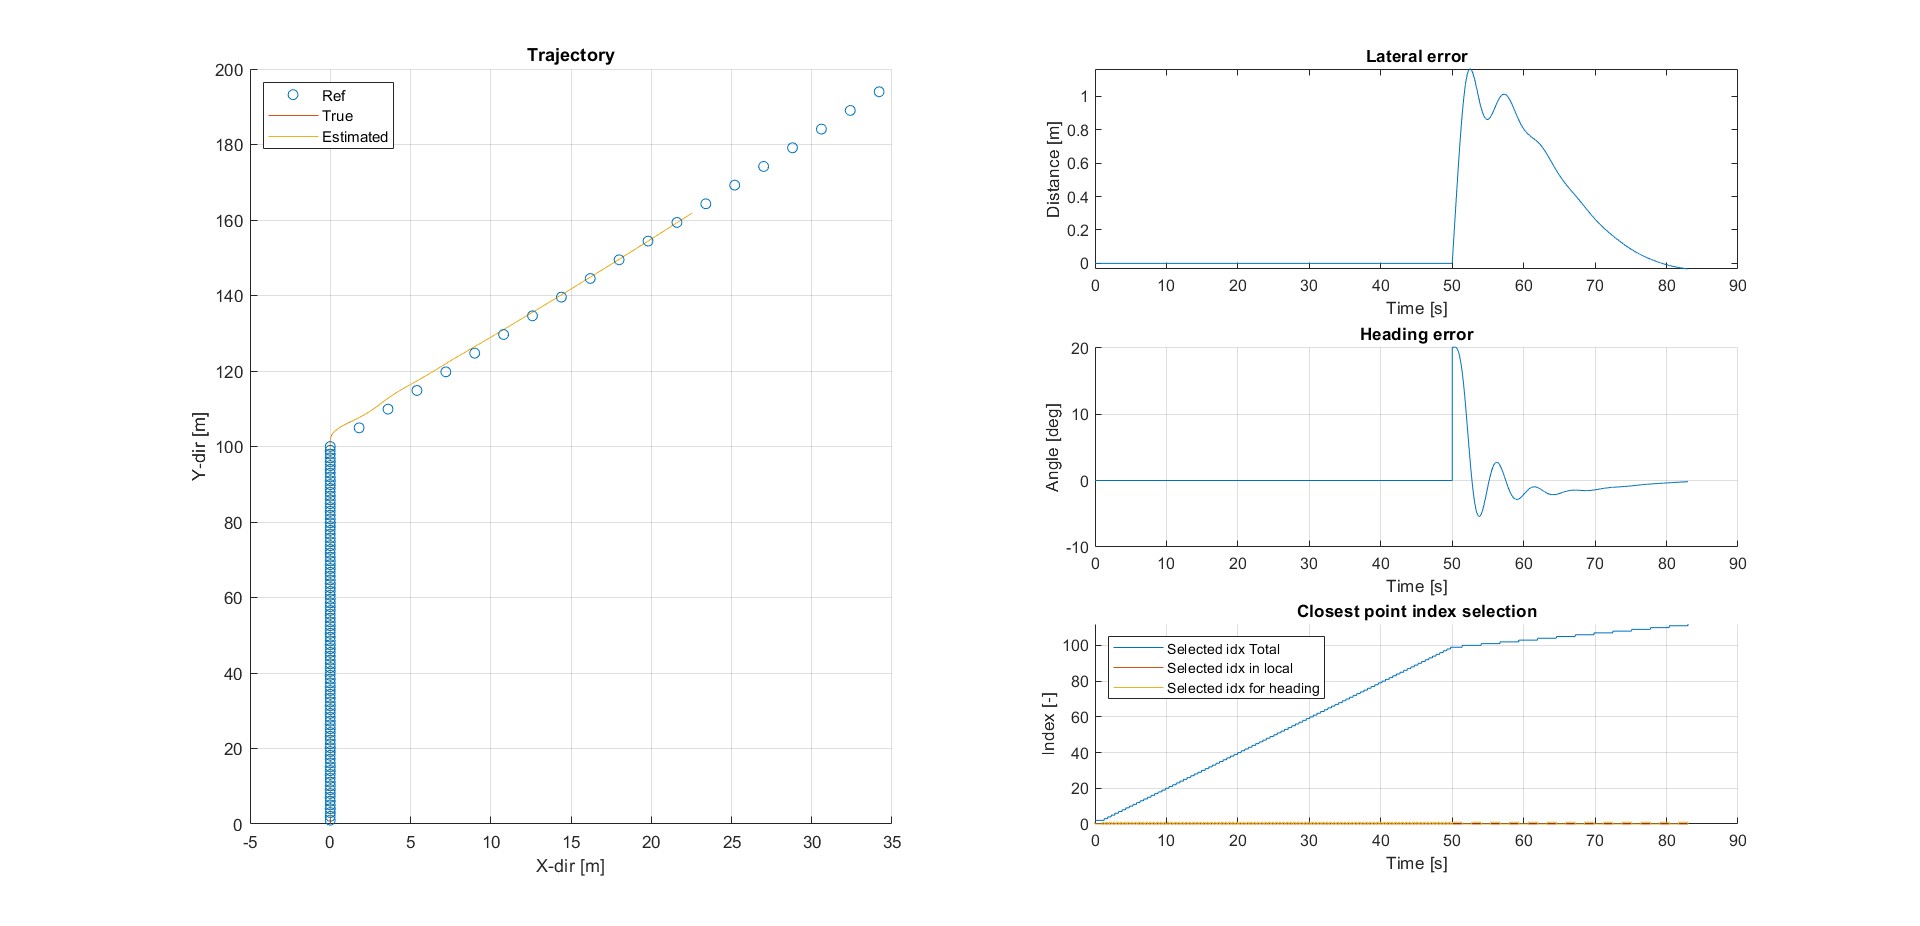 Trajectory
Ref
True
Estimated
200
180
160
140
120
100
80
60
40
20
0
Y-dir [m]
-5
0
5
10
15
20
25
30
35
X-dir [m]
Lateral error
1
0.8
0.6
0.4
0.2
0
Distance [m]
0 10 20 30 40 50 60 70 80 90
Time [s]
Heading error
20
10
0
-10
Angle [deg]
0 10 20 30 40 50 60 70 80 90
Time [s]
Closest point index selection
Selected idx Total
Selected idx in local
Selected idx for heading
100
80
60
40
20
0
Index [-]
0 10 20 30 40 50 60 70 80 90
Time [s]